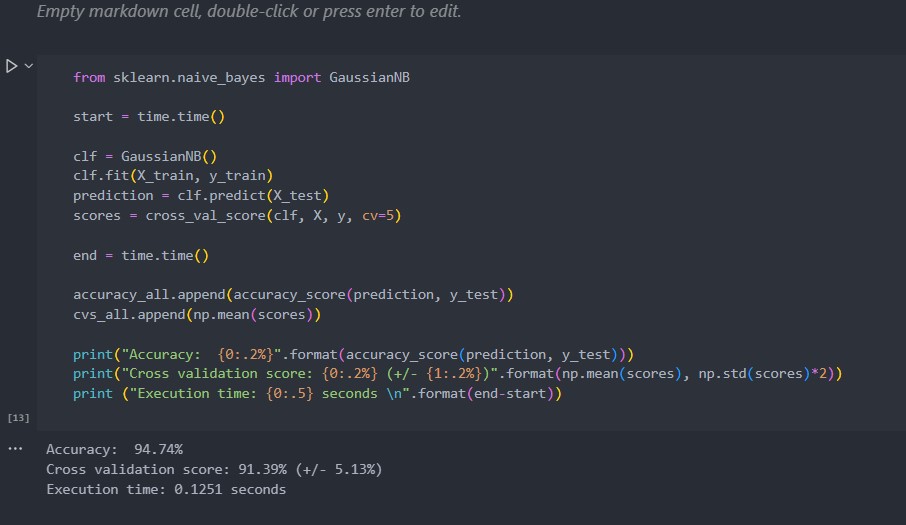 Empty markdown cell, double-click or press enter to edit.
from sklearn.naive_bayes import GaussianNB
start = time.time()
clf = GaussianNB()
clf.fit(X_train, y_train)
prediction = clf.predict(X_test)
scores = cross_val_score(clf, X, y, cv=5)
end = time.time()
accuracy_all.append(accuracy_score(prediction, y_test))
cvs_all.append(np.mean(scores))
print("Accuracy:  {0:.2%}".format(accuracy_score(prediction, y_test)))
print("Cross validation score: {0:.2%} (+/- {1:.2%})".format(np.mean(scores), np.std(scores)*2))
print ("Execution time: {0:.5} seconds \n".format(end-start))
[13]
Accuracy:  94.74%
Cross validation score: 91.39% (+/- 5.13%)
Execution time: 0.1251 seconds